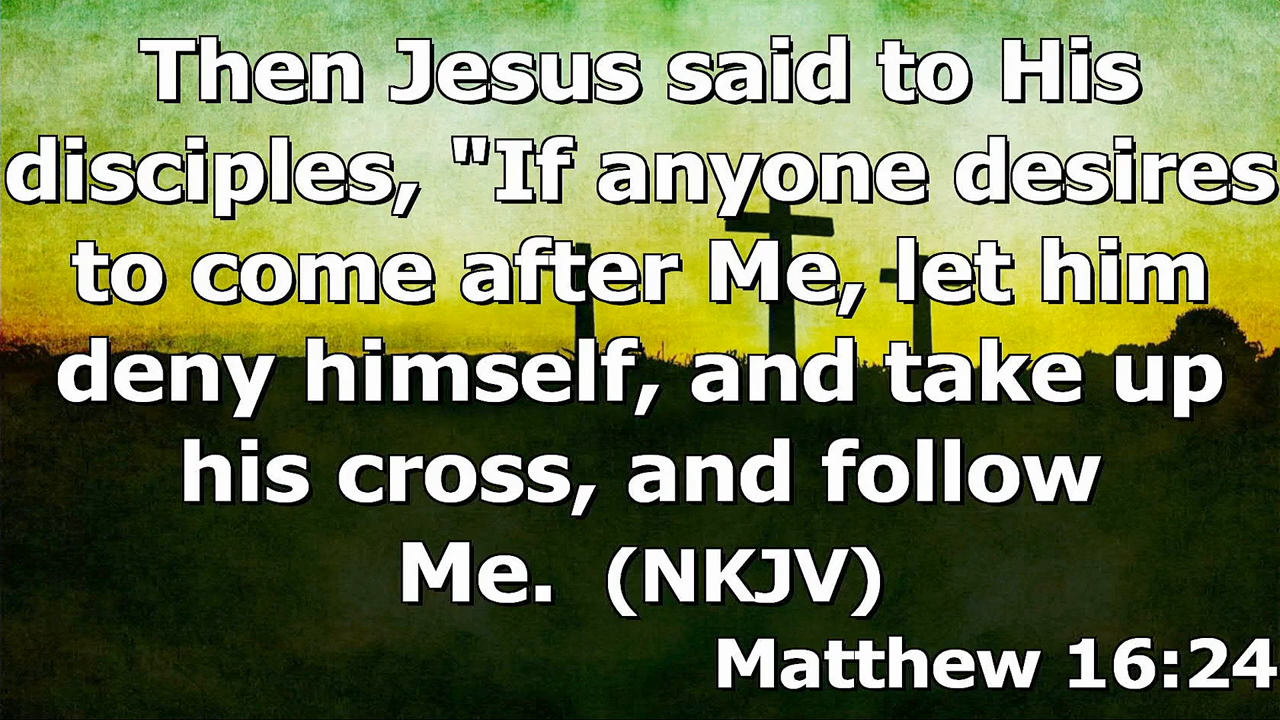 Then Jesus said to His
disciples, "If anyone desires
to come after Me, let him
deny himself, and take up
his cross, and follow
Me. (NKJV)
Matthew 16:24